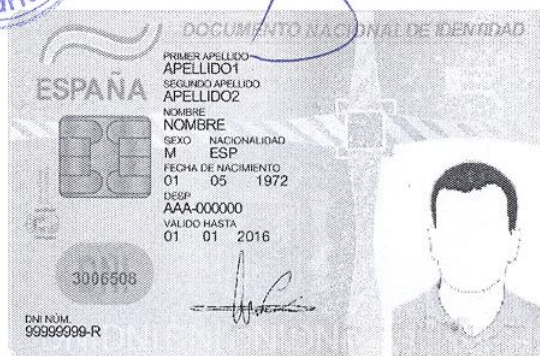 DOCUMENTO NACIONAL DE IDENTIDAD
ESPAÑA
PRIMER APELLIDO
APELLIDO1
SEGUNDO APELLIDO
APELLIDO2
NOMBRE
NOMBRE
SEXO NACIONALIDAD
M ESP
FECHA DE NACIMIENTO
01 05 1972
DESP
AAA-000000
VALIDO HASTA
01 01 2016
DNI
3006508
DNI NÚM.
99999999-R